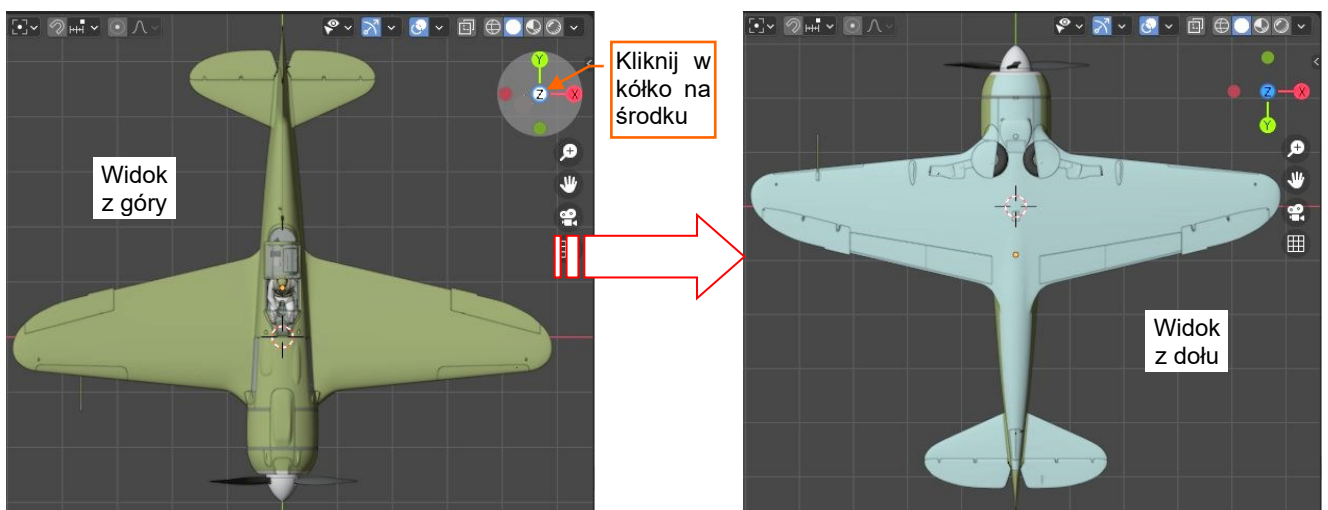 Y
Z
X
Kliknij w
kółko na
środku
Widok
z góry
Z
X
Y
Widok
z dołu